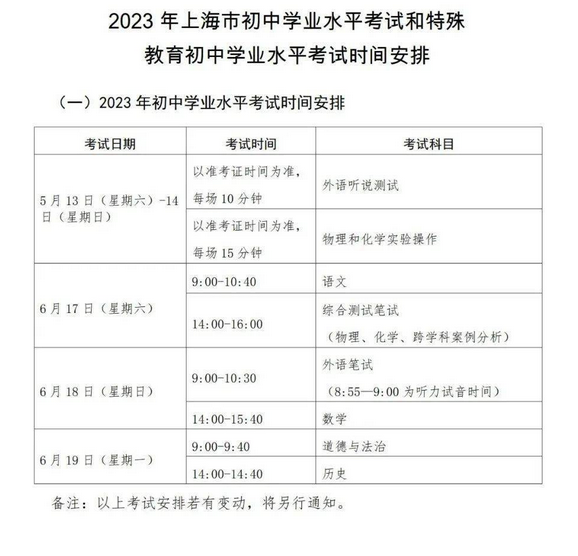 2023 年上海市初中学业水平考试和特殊
教育初中学业水平考试时间安排
（一）2023 年初中学业水平考试时间安排
考试日期 考试时间 考试科目
5 月 13 日（星期六）-14
日（星期日）
以准考证时间为准，
每场 10 分钟
外语听说测试
以准考证时间为准，
每场 15 分钟
物理和化学实验操作
6 月 17 日（星期六）
9:00-10:40 语文
14:00-16:00
综合测试笔试
（物理、化学、跨学科案例分析）
6 月 18 日（星期日）
9:00-10:30
外语笔试
（8:55—9:00 为听力试音时间）
14:00-15:40 数学
6 月 19 日（星期一）
9:00-9:40 道德与法治
14:00-14:40 历史
备注：以上考试安排若有变动，将另行通知。